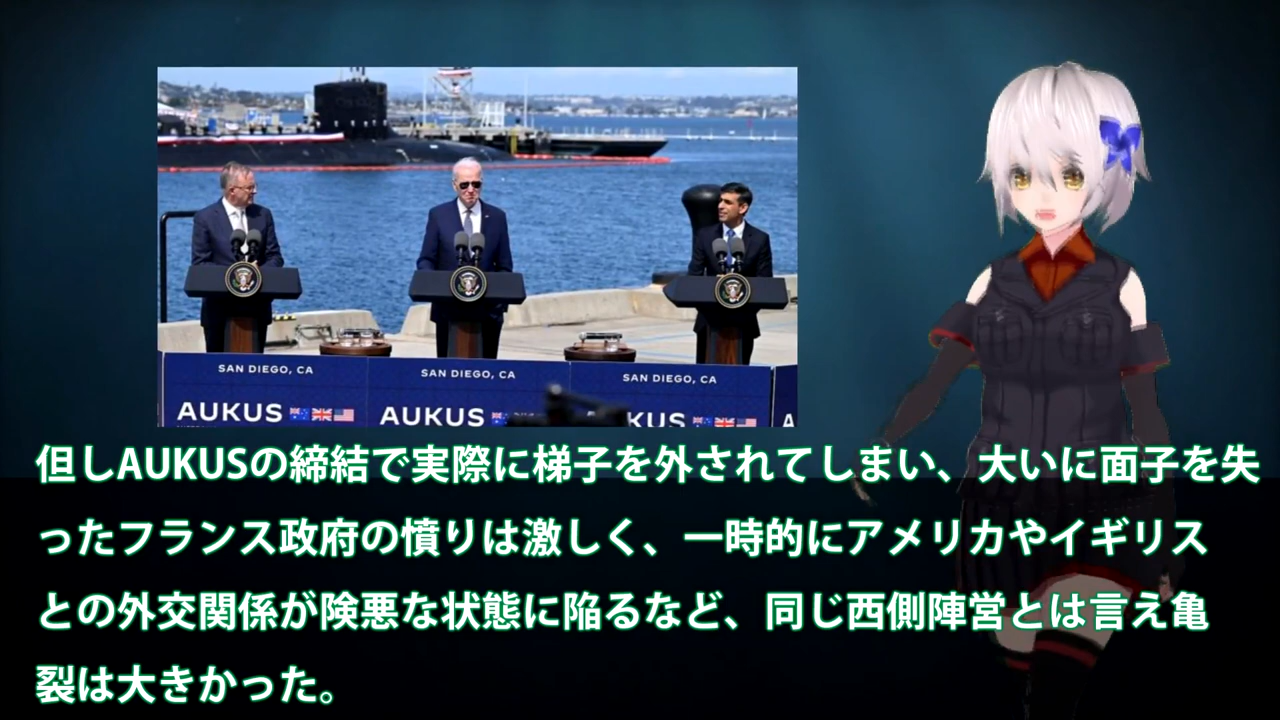 SAN DIEGO, CA
SAN DIEGO, CA
SAN DIEGO, CA
AUKUS
AUKUS
但しAUKUSの締結で実際に梯子を外されてしまい、大いに面子を失
ったフランス政府の憤りは激しく、一時的にアメリカやイギリス
との外交関係が険悪な状態に陥るなど、同じ西側陣営とは言え亀
裂は大きかった。